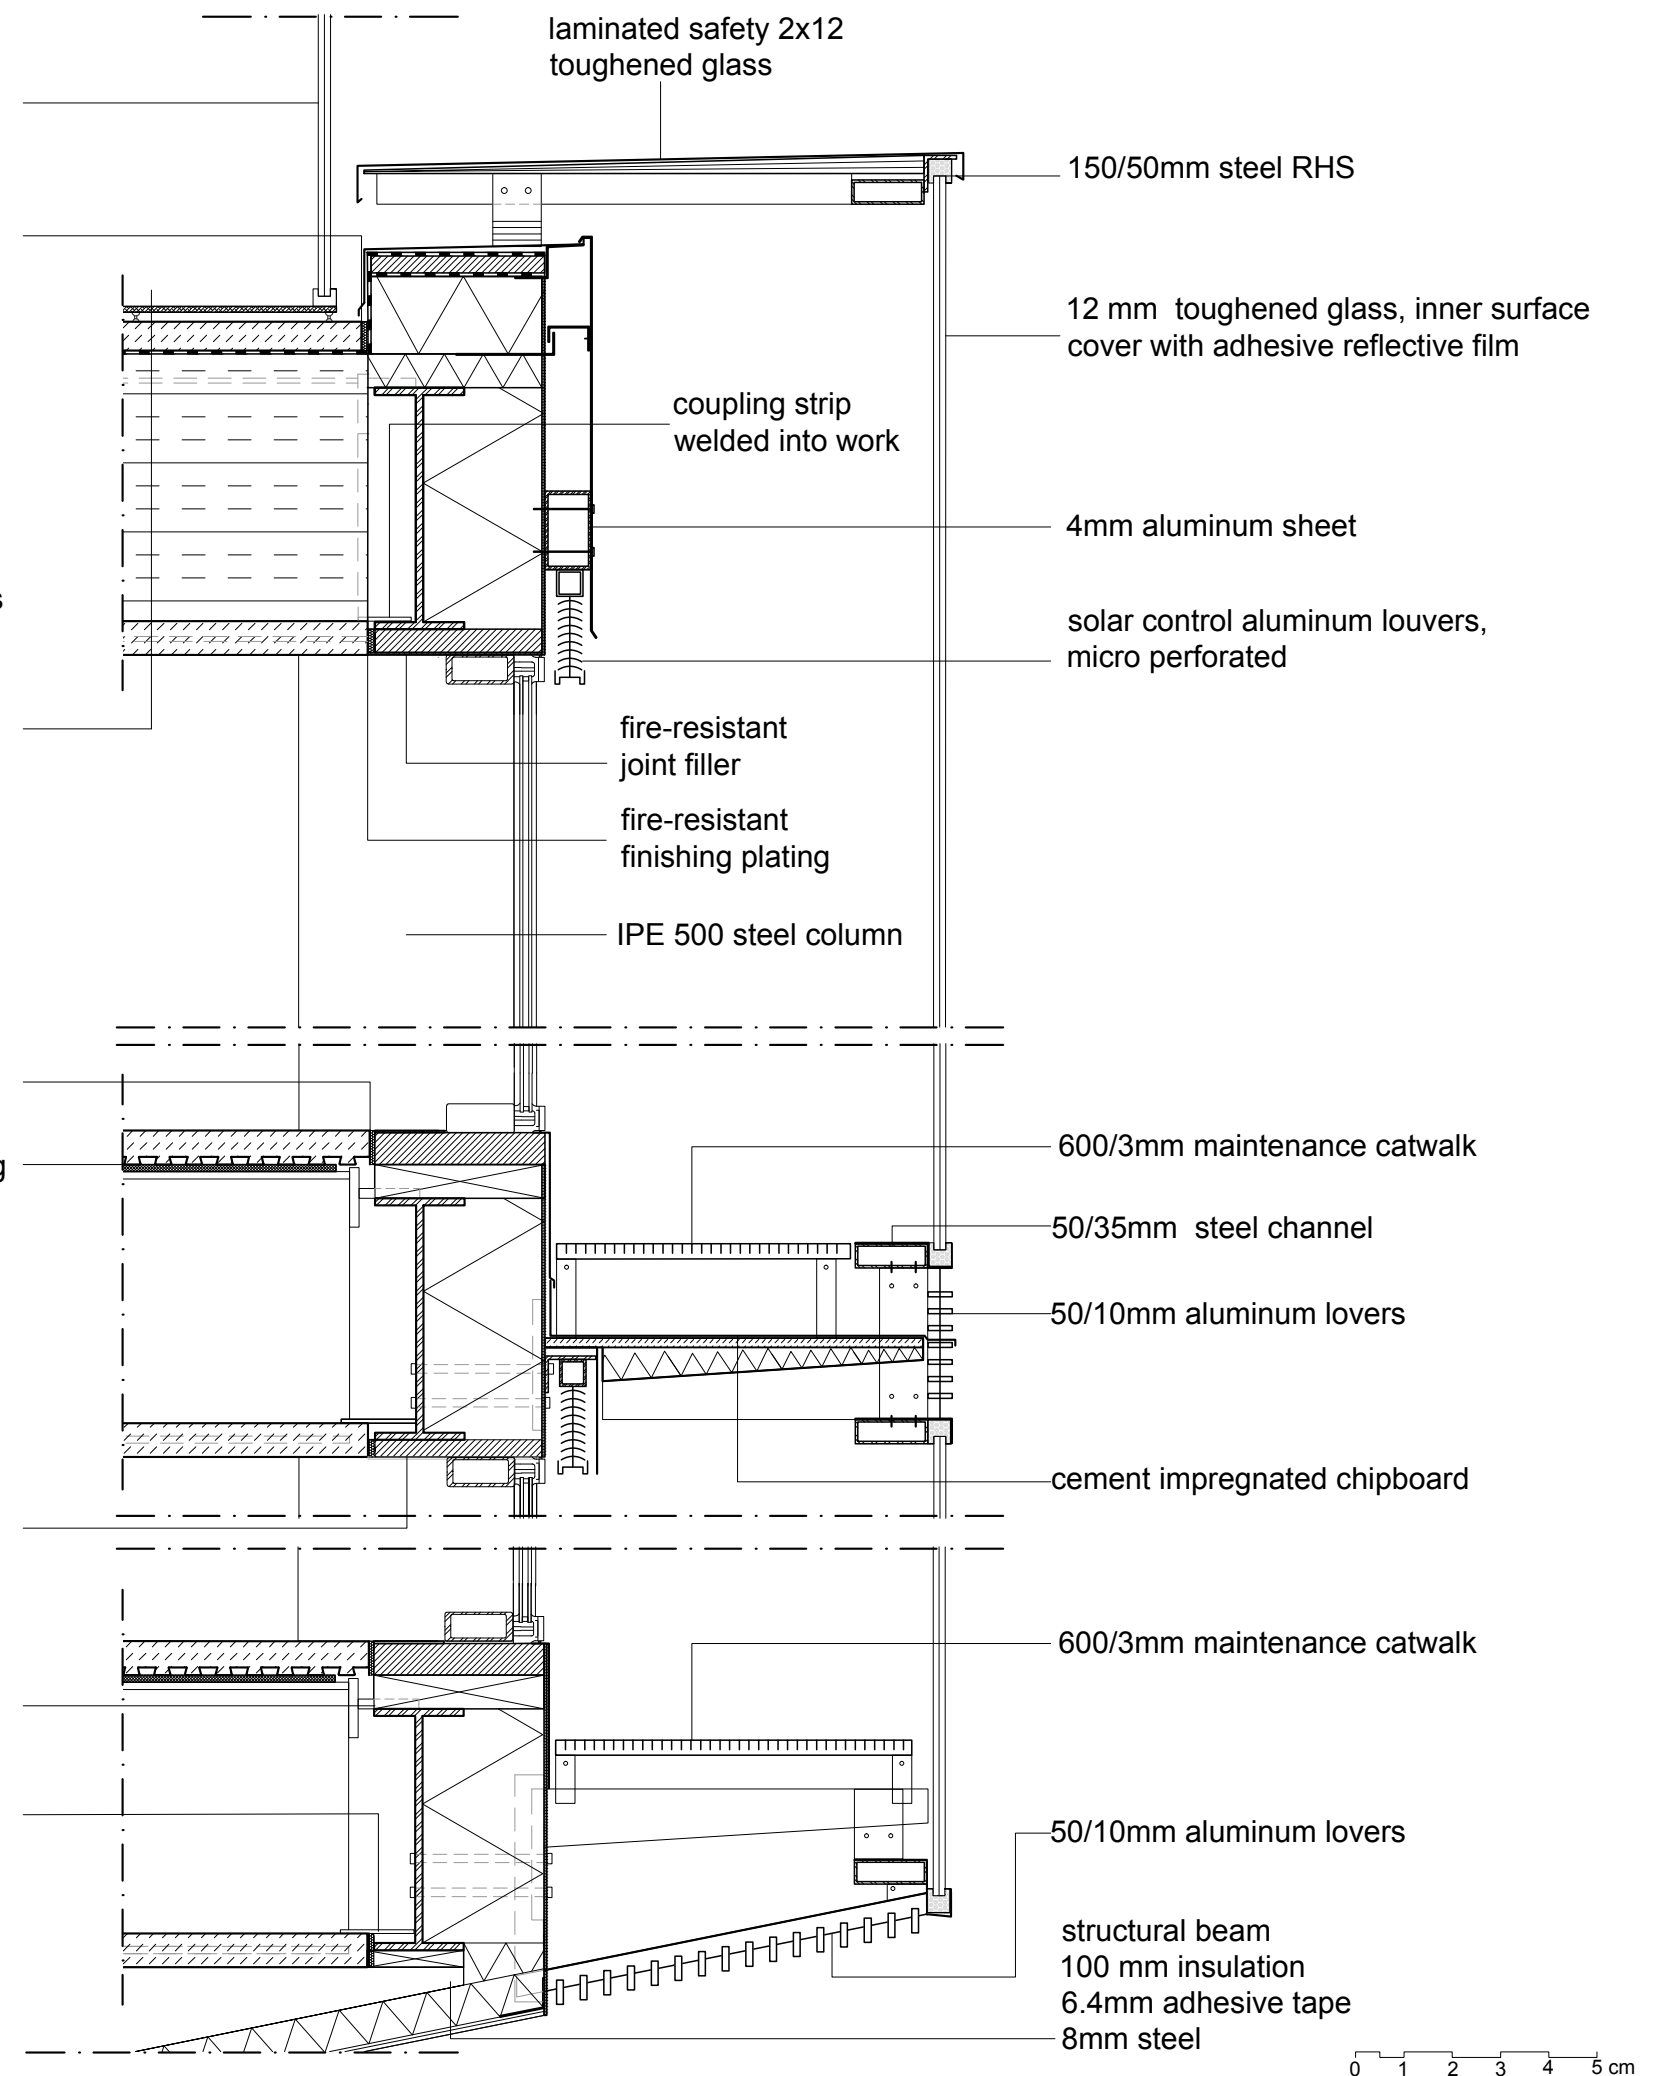 laminated safety 2x12
toughened glass
150/50mm steel RHS
12 mm  toughened glass, inner surface
cover with adhesive reflective film
coupling strip
welded into work
4mm aluminum sheet
s
solar control aluminum louvers,
micro perforated
fire-resistant
joint filler
fire-resistant
finishing plating
IPE 500 steel column
600/3mm maintenance catwalk
g
50/35mm  steel channel
50/10mm aluminum lovers
cement impregnated chipboard
600/3mm maintenance catwalk
50/10mm aluminum lovers
structural beam
100 mm insulation
6.4mm adhesive tape
8mm steel
0 1 2 3 4 5 cm